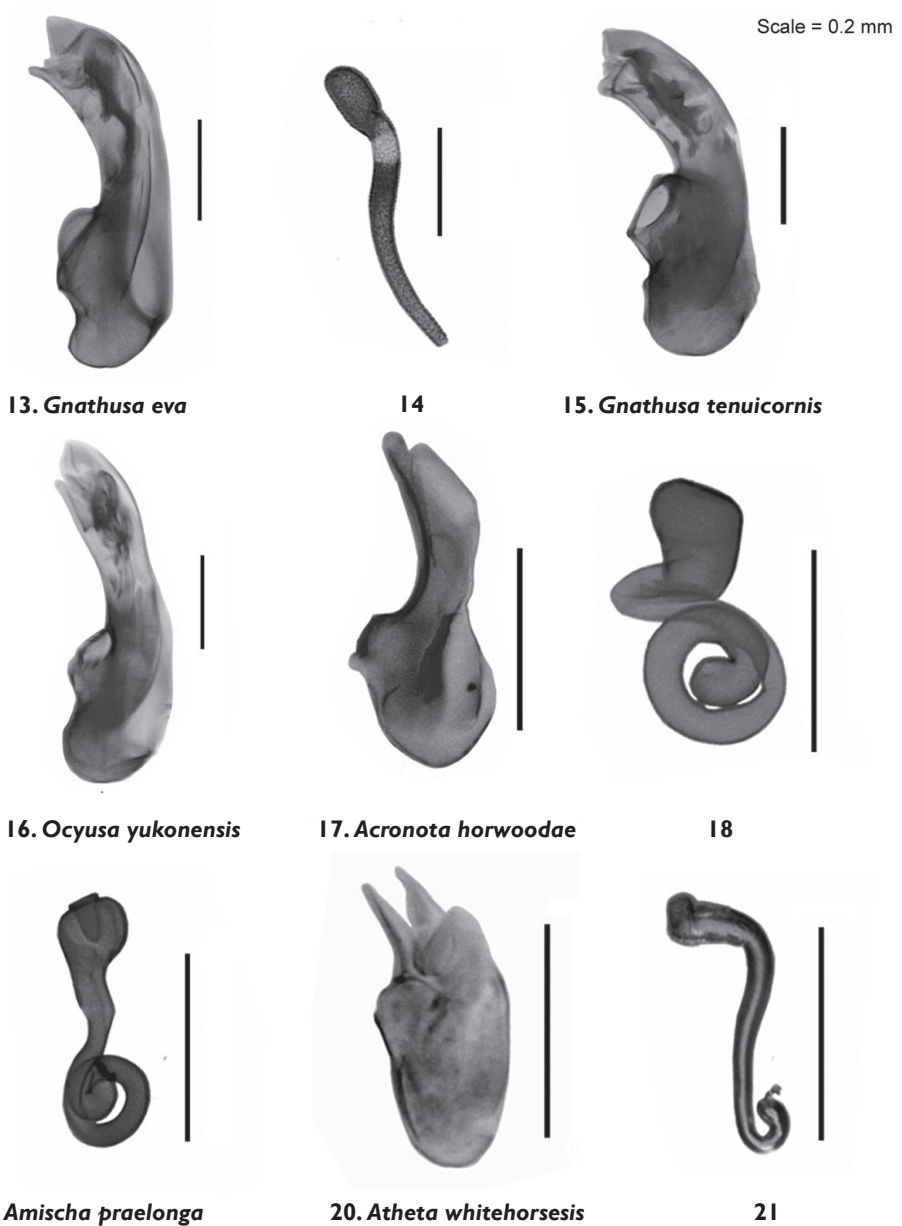 Scale = 0.2 mm
13. Gnathusa eva
14
15. Gnathusa tenuicornis
16. Ocyusa yukonensis
17. Acronota horwoodae
18
Amischa praelonga
20. Atheta whitehorsesis
21